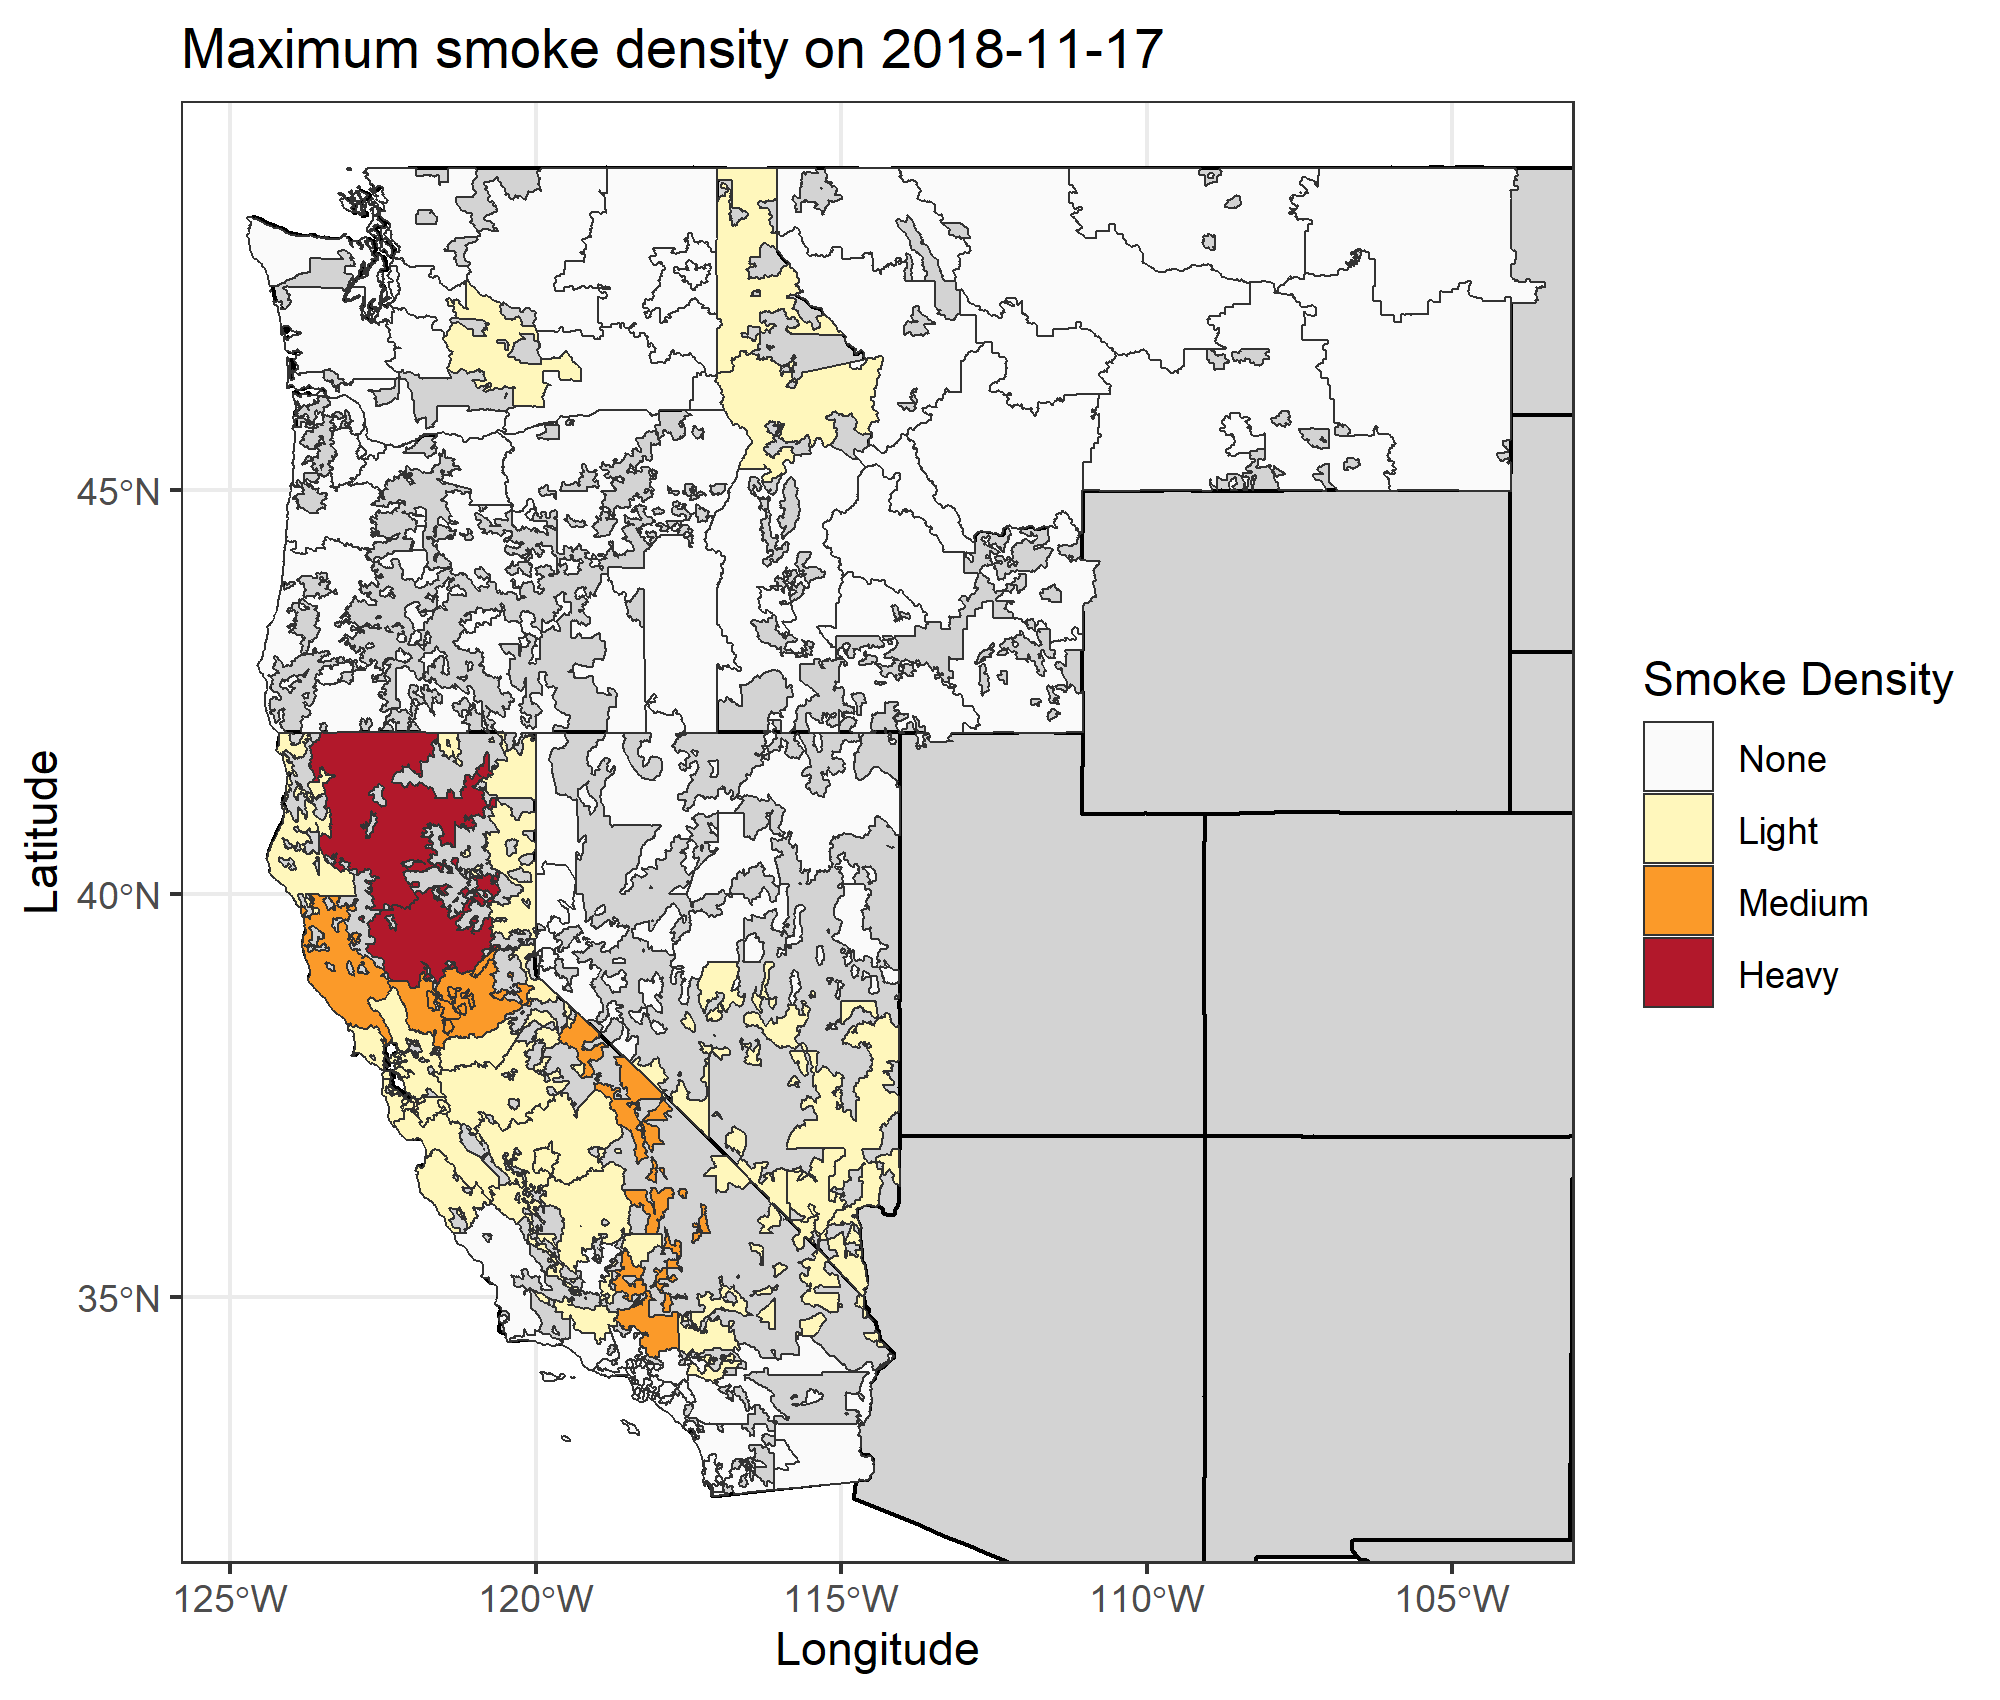 Maximum smoke density on 2018-11-17
45°N
40°N
35°N
Latitude
125°W
120°W
115°W
110°W
105°W
Longitude
Smoke Density
None
Light
Medium
Heavy